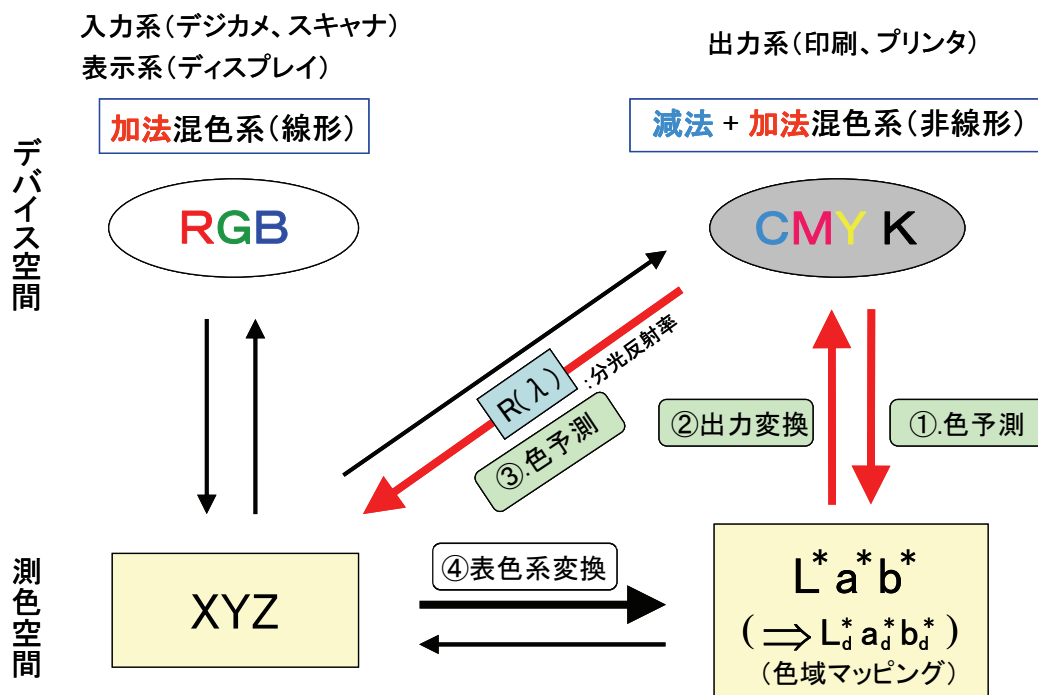 入力系(デジカメ、スキャナ)
表示系(ディスプレイ)
出力系(印刷、プリンタ)
加法混色系(線形)
減法 + 加法混色系(非線形)
デバイス空間
RGB
CMY K
R(λ)
:分光反射率
③.色予測
②出力変換
①.色予測
測色空間
XYZ
④表色系変換
L*a*b*
(⇒L*d a*d b*d)
(色域マッピング)